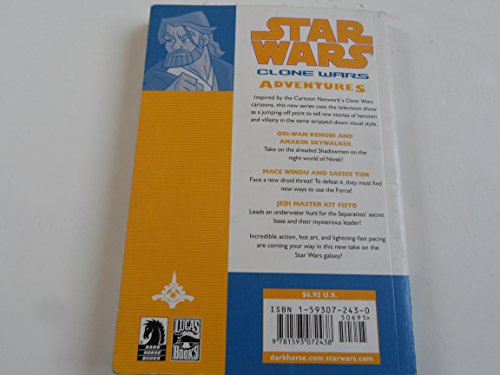 STAR
WARS
CLONE WARS
ADVENTURES
Inspired by the Cartoon Network's Clone Wars
cartoons, this new series uses the television show
as a jumping-off point to tell new stories of heroism
and villainy in the same stripped-down visual style.
OBI-WAN KENOBI AND
ANAKIN SKYWALKER
Take on the dreaded Shadowmen on the
night-world of Nivek!
MACE WINDU AND SAESEE TIIN
Face a new droid threat! To defeat it, they must find
new ways to use the Force!
JEDI MASTER KIT FISTO
Leads an underwater hunt for the Separatists' secret
base and their mysterious leader!
Incredible action, hot art, and lightning-fast pacing
are coming your way in this new take on the
Star Wars galaxy!
$6.95 U.S.
ISBN 1-59307-243-0
50695
9 781593 072438
DARK
HORSE
BOOKS
LUCAS
BOOKS
darkhorse.com starwars.com